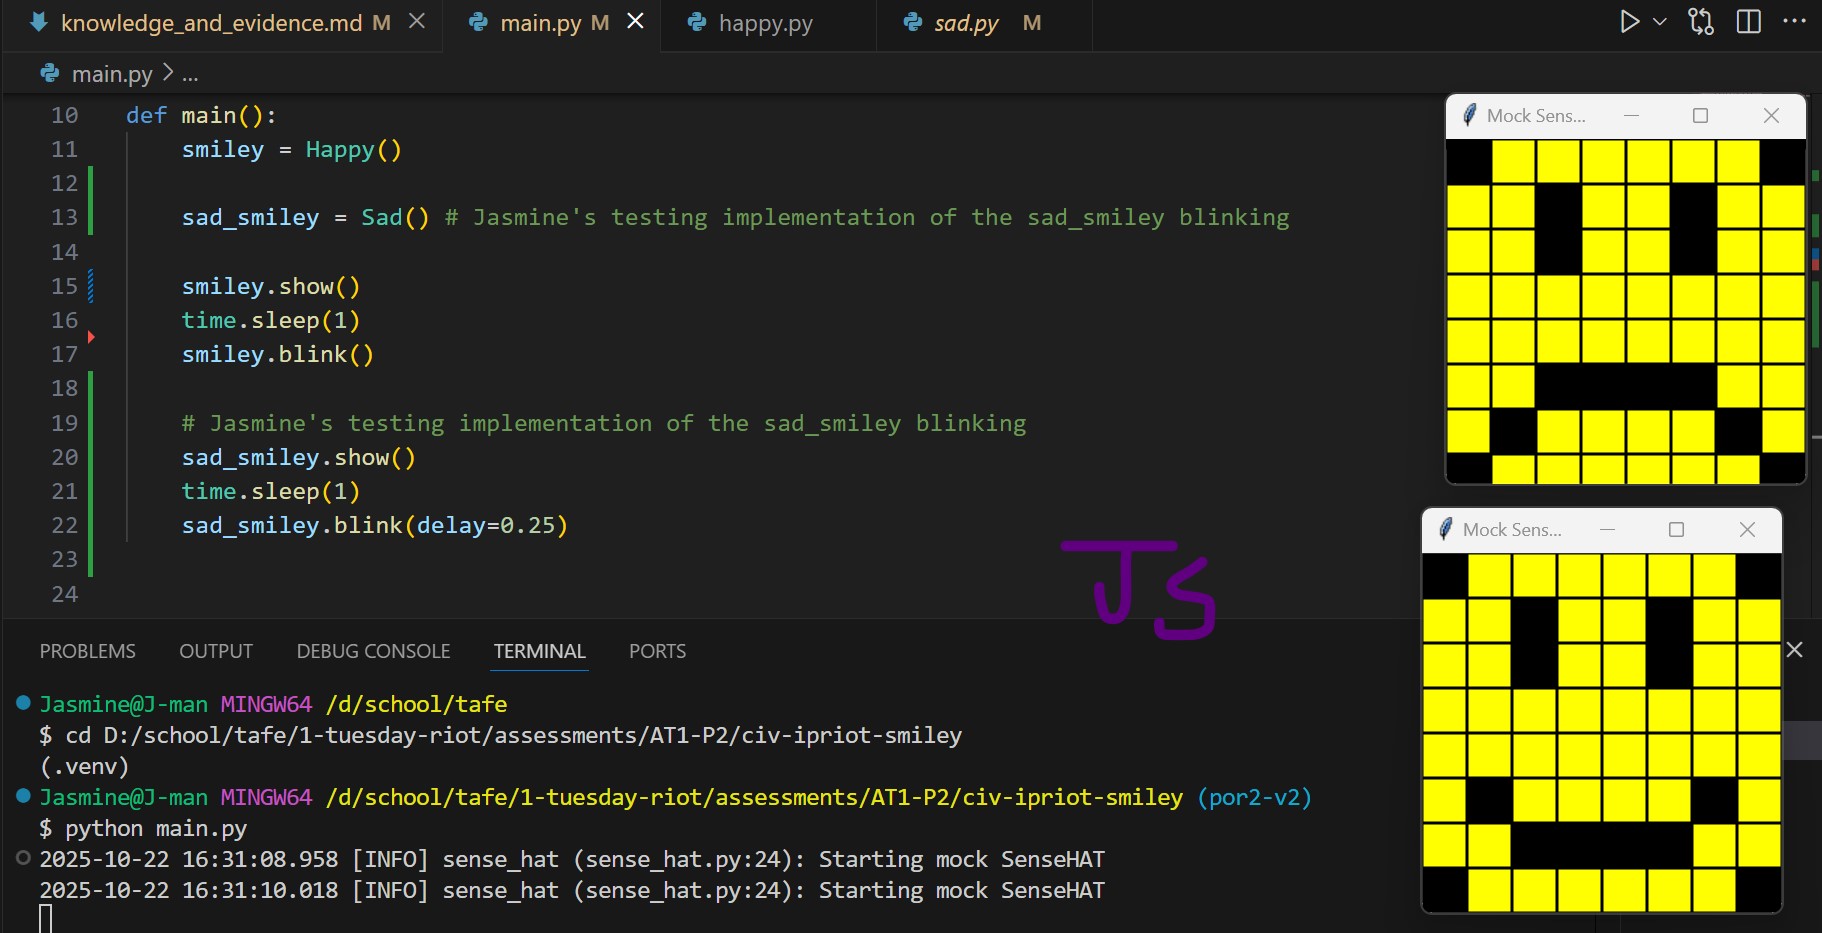 knowledge_and_evidence.md M
main.py M
happy.py
sad.py M
main.py > ...
10 def main():
11 smiley = Happy()
12
13 sad_smiley = Sad() # Jasmine's testing implementation of the sad_smiley blinking
14
15 smiley.show()
16 time.sleep(1)
17 smiley.blink()
18
19 # Jasmine's testing implementation of the sad_smiley blinking
20 sad_smiley.show()
21 time.sleep(1)
22 sad_smiley.blink(delay=0.25)
23
24
Mock Sens...
Mock Sens...
JS
PROBLEMS OUTPUT DEBUG CONSOLE TERMINAL PORTS
Jasmine@J-man MINGW64 /d/school/tafe
$ cd D:/school/tafe/1-tuesday-riot/assessments/AT1-P2/civ-ipriot-smiley
(.venv)
Jasmine@J-man MINGW64 /d/school/tafe/1-tuesday-riot/assessments/AT1-P2/civ-ipriot-smiley (por2-v2)
$ python main.py
2025-10-22 16:31:08.958 [INFO] sense_hat (sense_hat.py:24): Starting mock SenseHAT
2025-10-22 16:31:10.018 [INFO] sense_hat (sense_hat.py:24): Starting mock SenseHAT